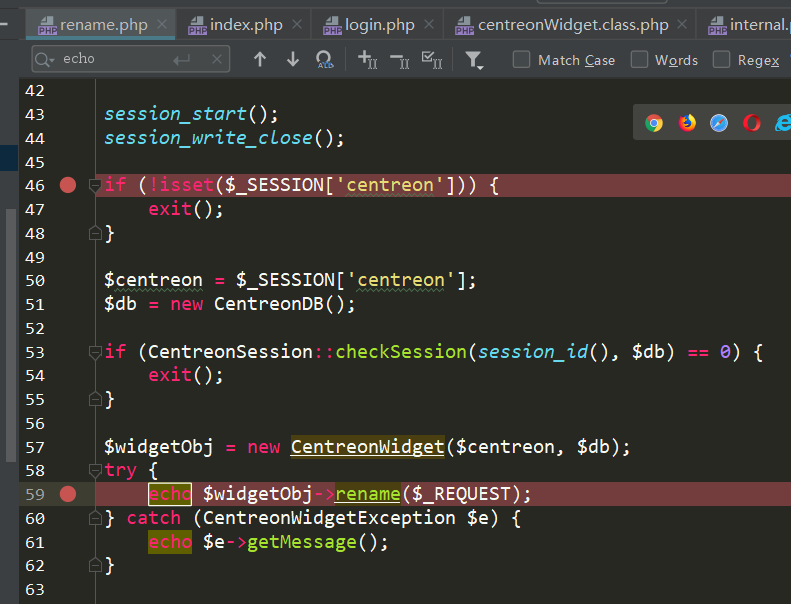 rename.php index.php login.php centreonWidget.class.php internal.
echo Match Case Words Regex
42
43 session_start();
44 session_write_close();
45
46 if (!isset($_SESSION['centreon'])) {
47 exit();
48 }
49
50 $centreon = $_SESSION['centreon'];
51 $db = new CentreonDB();
52
53 if (CentreonSession::checkSession(session_id(), $db) == 0) {
54 exit();
55 }
56
57 $widgetObj = new CentreonWidget($centreon, $db);
58 try {
59 echo $widgetObj->rename($_REQUEST);
60 } catch (CentreonWidgetException $e) {
61 echo $e->getMessage();
62 }
63